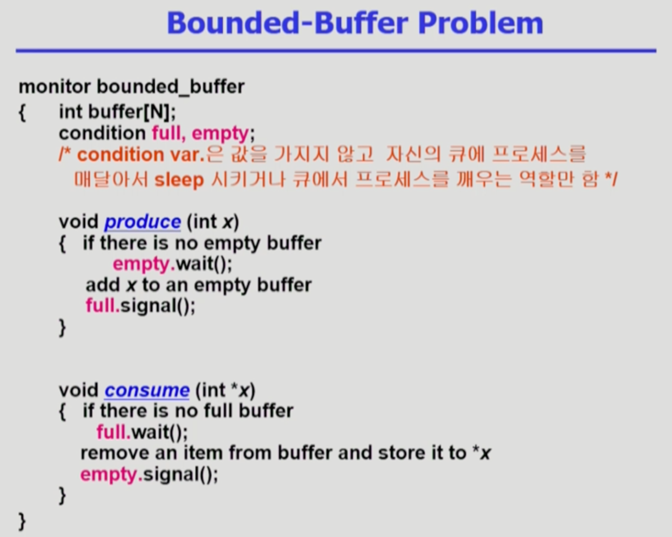 Bounded-Buffer Problem
monitor bounded_buffer
{ int buffer[N];
condition full, empty;
/* condition var.은 값을 가지지 않고 자신의 큐에 프로세스를
매달아서 sleep 시키거나 큐에서 프로세스를 깨우는 역할만 함 */
void produce (int x)
{ if there is no empty buffer
empty.wait();
add x to an empty buffer
full.signal();
}
void consume (int *x)
{ if there is no full buffer
full.wait();
remove an item from buffer and store it to *x
empty.signal();
}
}